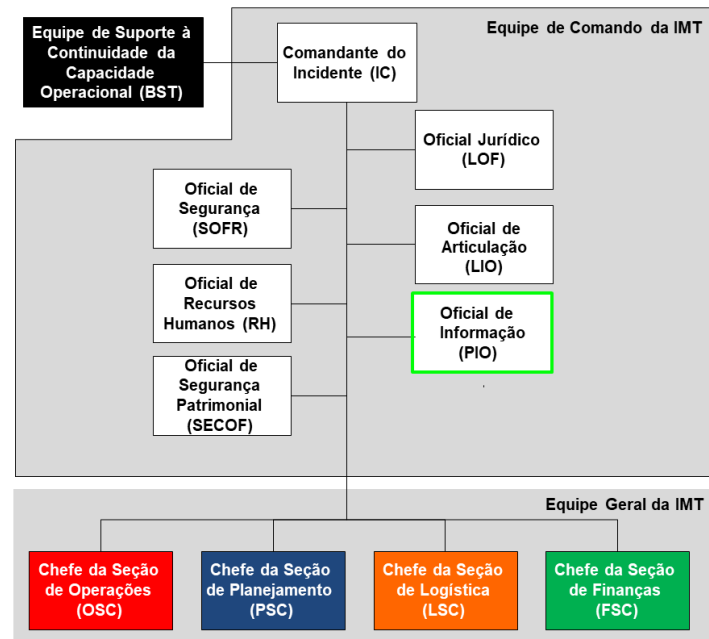 Equipe de Suporte à
Continuidade da
Capacidade
Operacional (BST)
Comandante do
Incidente (IC)
Equipe de Comando da IMT
Oficial Jurídico
(LOF)
Oficial de
Segurança
(SOFR)
Oficial de
Articulação
(LIO)
Oficial de
Recursos
Humanos (RH)
Oficial de
Informação
(PIO)
Oficial de
Segurança
Patrimonial
(SECOF)
Equipe Geral da IMT
Chefe da Seção
de Operações
(OSC)
Chefe da Seção
de Planejamento
(PSC)
Chefe da Seção
de Logística
(LSC)
Chefe da Seção
de Finanças
(FSC)